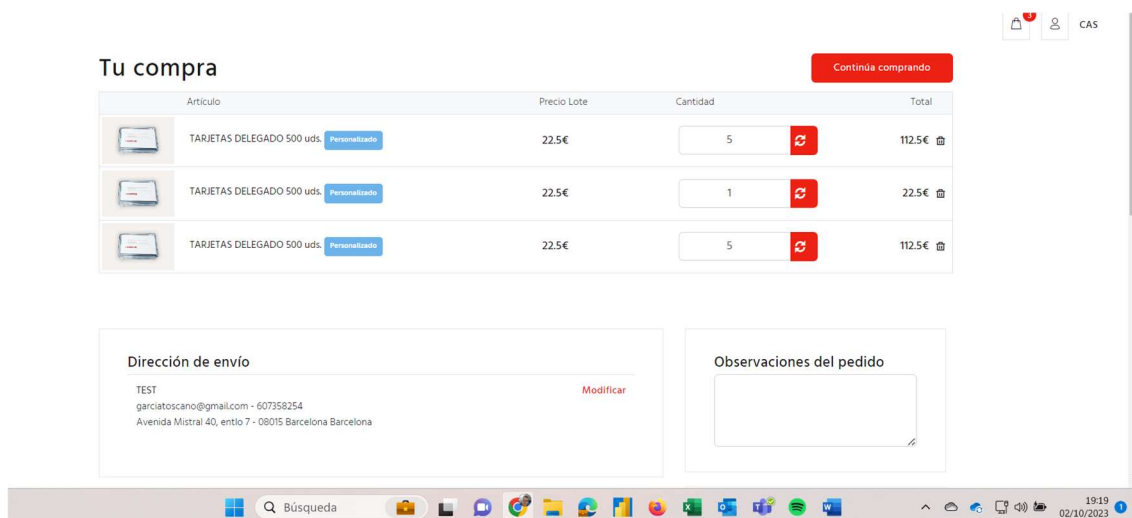 3
CAS
Tu compra
Continúa comprando
Artículo Precio Lote Cantidad Total
TARJETAS DELEGADO 500 uds. Personalizado 22.5€ 5 112.5€
TARJETAS DELEGADO 500 uds. Personalizado 22.5€ 1 22.5€
TARJETAS DELEGADO 500 uds. Personalizado 22.5€ 5 112.5€
Dirección de envío
TEST
Modificar
garciatoscano@gmail.com - 607358254
Avenida Mistral 40, entlo 7 - 08015 Barcelona Barcelona
Observaciones del pedido
Búsqueda
19:19
02/10/2023
1